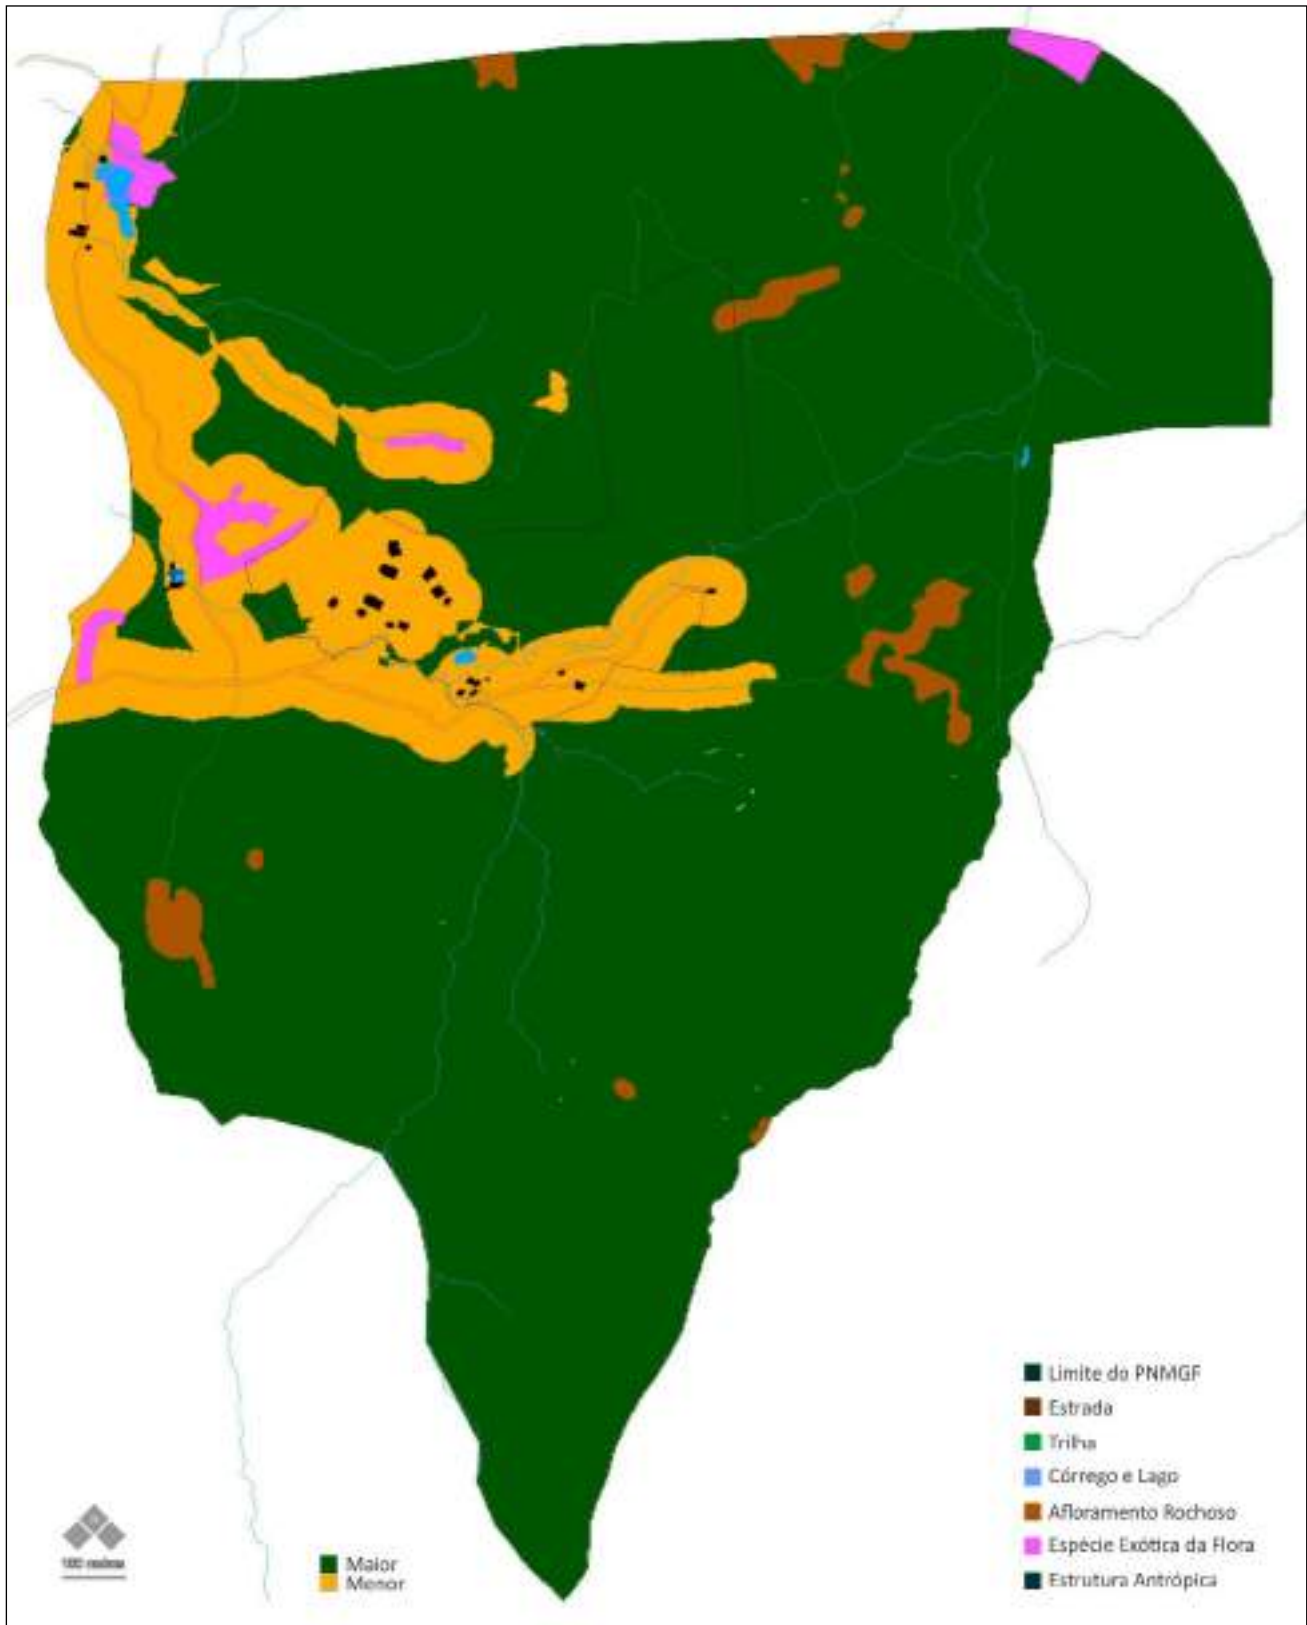 Limite do PNMGF
Estrada
Trilha
Córrego e Lago
Afloramento Rochoso
Espécie Exótica da Flora
Estrutura Antrópica
Maior
Menor